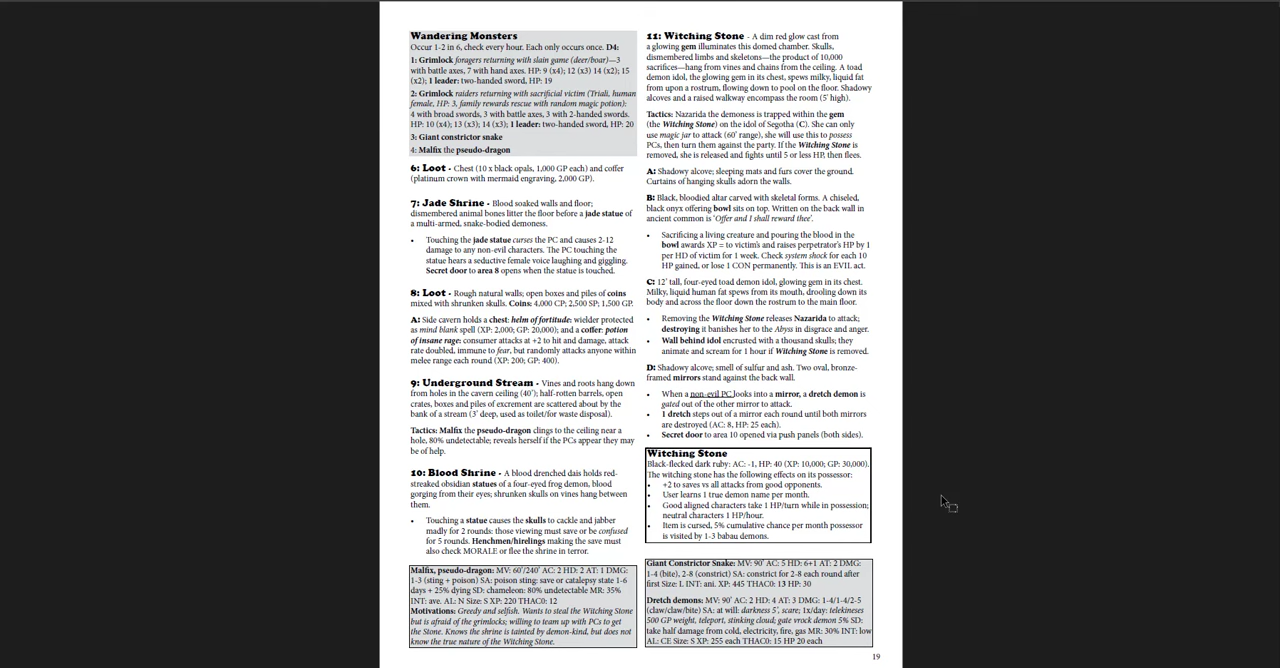 Wandering Monsters
Occur 1-2 in 6, check every hour. Each only occurs once. D4:
1: Grimlock foragers returning with slain game (deer/boar)—3
with battle axes, 7 with hand axes. HP: 9 (x4); 12 (x3) 14 (x2); 15
(x2); 1 leader: two-handed sword, HP: 19
2: Grimlock raiders returning with sacrificial victim (Triali, human
female, HP: 3, family rewards rescue with random magic potion):
4 with broad swords, 3 with battle axes, 3 with 2-handed swords.
HP: 10 (x4); 13 (x3); 14 (x3); 1 leader: two-handed sword, HP: 20
3: Giant constrictor snake
4: Malfix the pseudo-dragon
6: Loot - Chest (10 x black opals, 1,000 GP each) and coffer
(platinum crown with mermaid engraving, 2,000 GP).
7: Jade Shrine - Blood soaked walls and floor;
dismembered animal bones litter the floor before a jade statue of
a multi-armed, snake-bodied demoness.
• Touching the jade statue curses the PC and causes 2-12
damage to any non-evil characters. The PC touching the
statue hears a seductive female voice laughing and giggling.
Secret door to area 8 opens when the statue is touched.
8: Loot - Rough natural walls; open boxes and piles of coins
mixed with shrunken skulls. Coins: 4,000 CP; 2,500 SP; 1,500 GP.
A: Side cavern holds a chest: helm of fortitude: wielder protected
as mind blank spell (XP: 2,000; GP: 20,000); and a coffer: potion
of insane rage: consumer attacks at +2 to hit and damage, attack
rate doubled, immune to fear, but randomly attacks anyone within
melee range each round (XP: 200; GP: 400).
9: Underground Stream - Vines and roots hang down
from holes in the cavern ceiling (40'); half-rotten barrels, open
crates, boxes and piles of excrement are scattered about by the
bank of a stream (3' deep, used as toilet/for waste disposal).
Tactics: Malfix the pseudo-dragon clings to the ceiling near a
hole, 80% undetectable; reveals herself if the PCs appear they may
be of help.
10: Blood Shrine - A blood drenched dais holds red-
streaked obsidian statues of a four-eyed frog demon, blood
gorging from their eyes; shrunken skulls on vines hang between
them.
• Touching a statue causes the skulls to cackle and jabber
madly for 2 rounds: those viewing must save or be confused
for 5 rounds. Henchmen/hirelings making the save must
also check MORALE or flee the shrine in terror.
Malfix, pseudo-dragon: MV: 60'/240' AC: 2 HD: 2 AT: 1 DMG:
1-3 (sting + poison) SA: poison sting: save or catalepsy state 1-6
days + 25% dying SD: chameleon: 80% undetectable MR: 35%
INT: ave. AL: N Size: S XP: 220 THAC0: 12
Motivations: Greedy and selfish. Wants to steal the Witching Stone
but is afraid of the grimlocks; willing to team up with PCs to get
the Stone. Knows the shrine is tainted by demon-kind, but does not
know the true nature of the Witching Stone.
11: Witching Stone - A dim red glow cast from
a glowing gem illuminates this domed chamber. Skulls,
dismembered limbs and skeletons—the product of 10,000
sacrifices—hang from vines and chains from the ceiling. A toad
demon idol, the glowing gem in its chest, spews milky, liquid fat
from upon a rostrum, flowing down to pool on the floor. Shadowy
alcoves and a raised walkway encompass the room (5' high).
Tactics: Nazarida the demoness is trapped within the gem
(the Witching Stone) on the idol of Segotha (C). She can only
use magic jar to attack (60' range), she will use this to possess
PCs, then turn them against the party. If the Witching Stone is
removed, she is released and fights until 5 or less HP, then flees.
A: Shadowy alcove; sleeping mats and furs cover the ground.
Curtains of hanging skulls adorn the walls.
B: Black, bloodied altar carved with skeletal forms. A chiseled,
black onyx offering bowl sits on top. Written on the back wall in
ancient common is 'Offer and I shall reward thee'.
• Sacrificing a living creature and pouring the blood in the
bowl awards XP = to victim's and raises perpetrator's HP by 1
per HD of victim for 1 week. Check system shock for each 10
HP gained, or lose 1 CON permanently. This is an EVIL act.
C: 12' tall, four-eyed toad demon idol, glowing gem in its chest.
Milky, liquid human fat spews from its mouth, drooling down its
body and across the floor down the rostrum to the main floor.
• Removing the Witching Stone releases Nazarida to attack;
destroying it banishes her to the Abyss in disgrace and anger.
• Wall behind idol encrusted with a thousand skulls; they
animate and scream for 1 hour if Witching Stone is removed.
D: Shadowy alcove; smell of sulfur and ash. Two oval, bronze-
framed mirrors stand against the back wall.
• When a non-evil PC looks into a mirror, a dretch demon is
gated out of the other mirror to attack.
• 1 dretch steps out of a mirror each round until both mirrors
are destroyed (AC: 8, HP: 25 each).
• Secret door to area 10 opened via push panels (both sides).
Witching Stone
Black-flecked dark ruby: AC: -1, HP: 40 (XP: 10,000; GP: 30,000).
The witching stone has the following effects on its possessor:
• +2 to saves vs all attacks from good opponents.
• User learns 1 true demon name per month.
• Good aligned characters take 1 HP/turn while in possession;
neutral characters 1 HP/hour.
• Item is cursed, 5% cumulative chance per month possessor
is visited by 1-3 babau demons.
Giant Constrictor Snake: MV: 90' AC: 5 HD: 6+1 AT: 2 DMG:
1-4 (bite), 2-8 (constrict) SA: constrict for 2-8 each round after
first Size: L INT: ani. XP: 445 THAC0: 13 HP: 30
Dretch demons: MV: 90' AC: 2 HD: 4 AT: 3 DMG: 1-4/1-4/2-5
(claw/claw/bite) SA: at will: darkness 5', scare; 1x/day: telekineses
500 GP weight, teleport, stinking cloud; gate vrock demon 5% SD:
take half damage from cold, electricity, fire, gas MR: 30% INT: low
AL: CE Size: S XP: 255 each THAC0: 15 HP 20 each
19